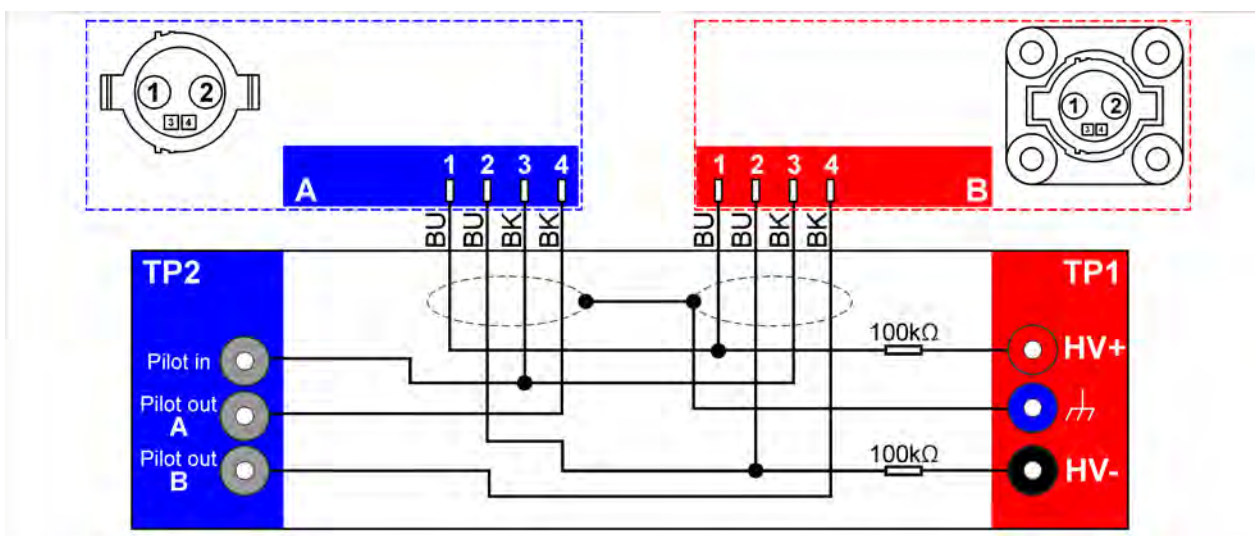 1 2
3 4
1 2
3 4
1 2 3 4
A
1 2 3 4
B
BU BU BK BK
BU BU BK BK
TP2
TP1
Pilot in
Pilot out
A
Pilot out
B
100kΩ
HV+
100kΩ
HV-